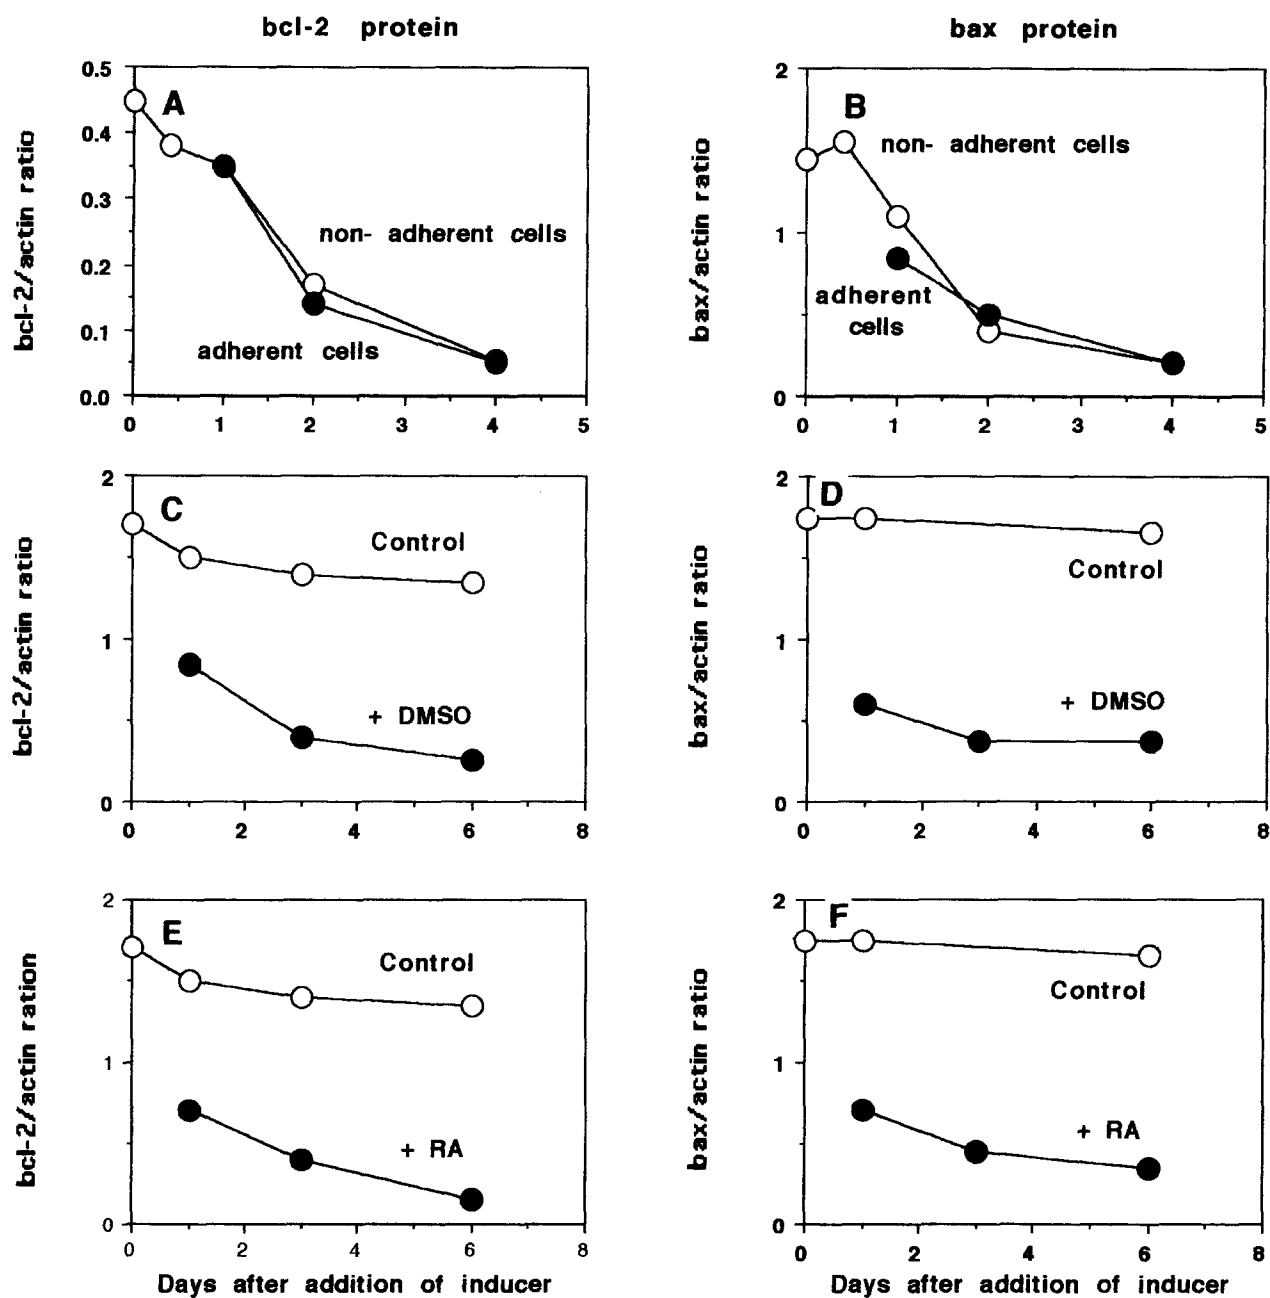 bcl-2 protein
bax protein
0.5
0.4
0.3
0.2
0.1
0.0
bcl-2/actin ratio
A
non- adherent cells
adherent cells
0 1 2 3 4 5
2
1
0
bax/actin ratio
B
non- adherent cells
adherent
cells
0 1 2 3 4 5
2
1
0
bcl-2/actin ratio
C
Control
+ DMSO
0 2 4 6 8
2
1
0
bax/actin ratio
D
Control
+ DMSO
0 2 4 6 8
2
1
0
bcl-2/actin ration
E
Control
+ RA
0 2 4 6 8
Days after addition of inducer
2
1
0
bax/actin ratio
F
Control
+ RA
0 2 4 6 8
Days after addition of inducer